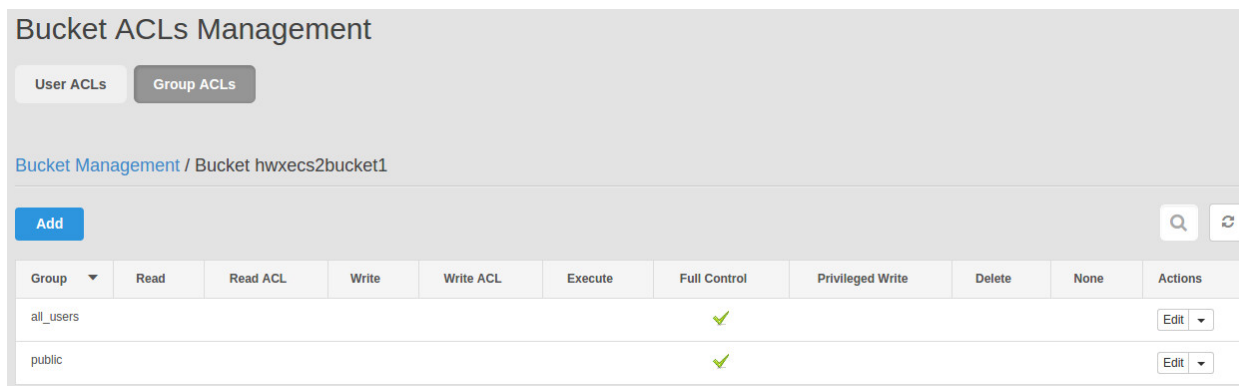 Bucket ACLs Management
User ACLs Group ACLs
Bucket Management / Bucket hwxecs2bucket1
Add
Group Read Read ACL Write Write ACL Execute Full Control Privileged Write Delete None Actions
all_users Edit
public Edit